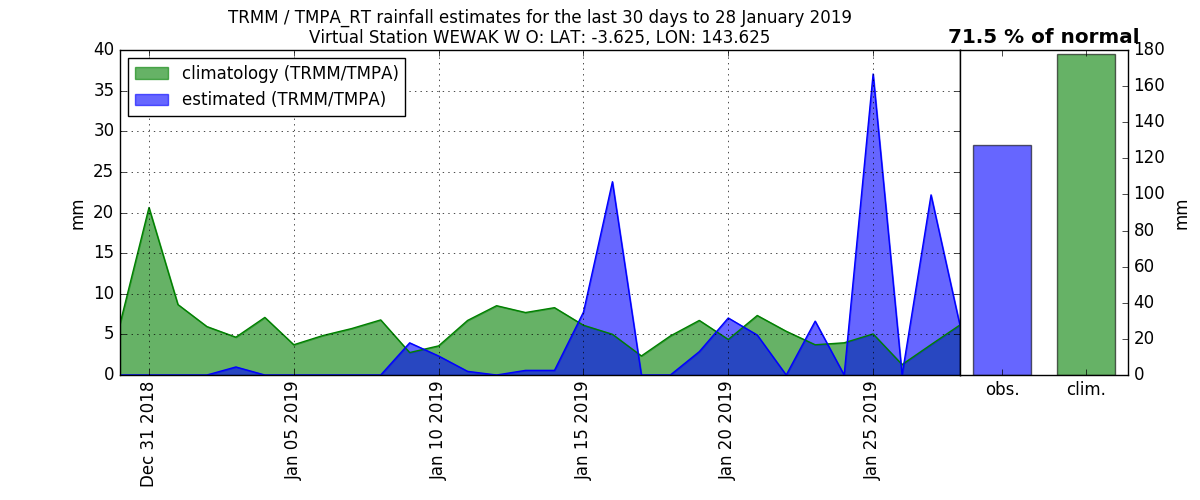 TRMM / TMPA_RT rainfall estimates for the last 30 days to 28 January 2019
Virtual Station WEWAK W O: LAT: -3.625, LON: 143.625
71.5 % of normal
climatology (TRMM/TMPA)
estimated (TRMM/TMPA)
mm
40
35
30
25
20
15
10
5
0
Dec 31 2018
Jan 05 2019
Jan 10 2019
Jan 15 2019
Jan 20 2019
Jan 25 2019
180
160
140
120
100
80
60
40
20
0
mm
obs.
clim.